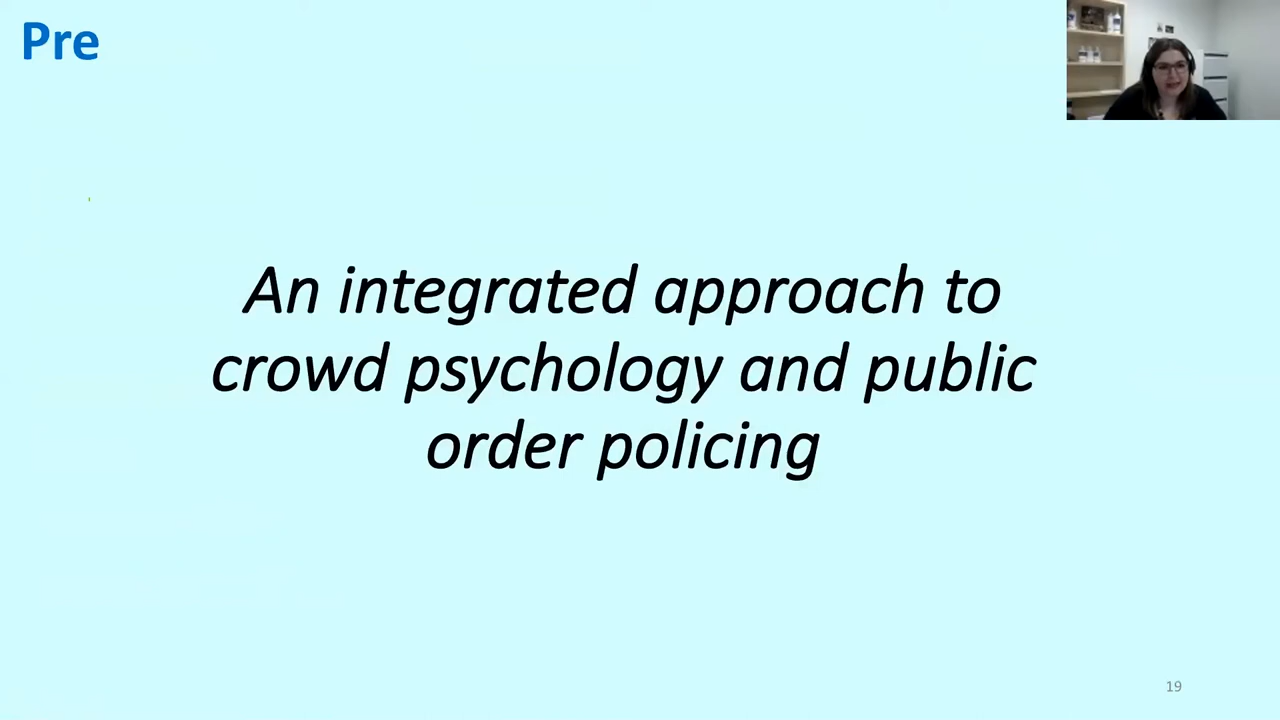 Pre
An integrated approach to
crowd psychology and public
order policing
19